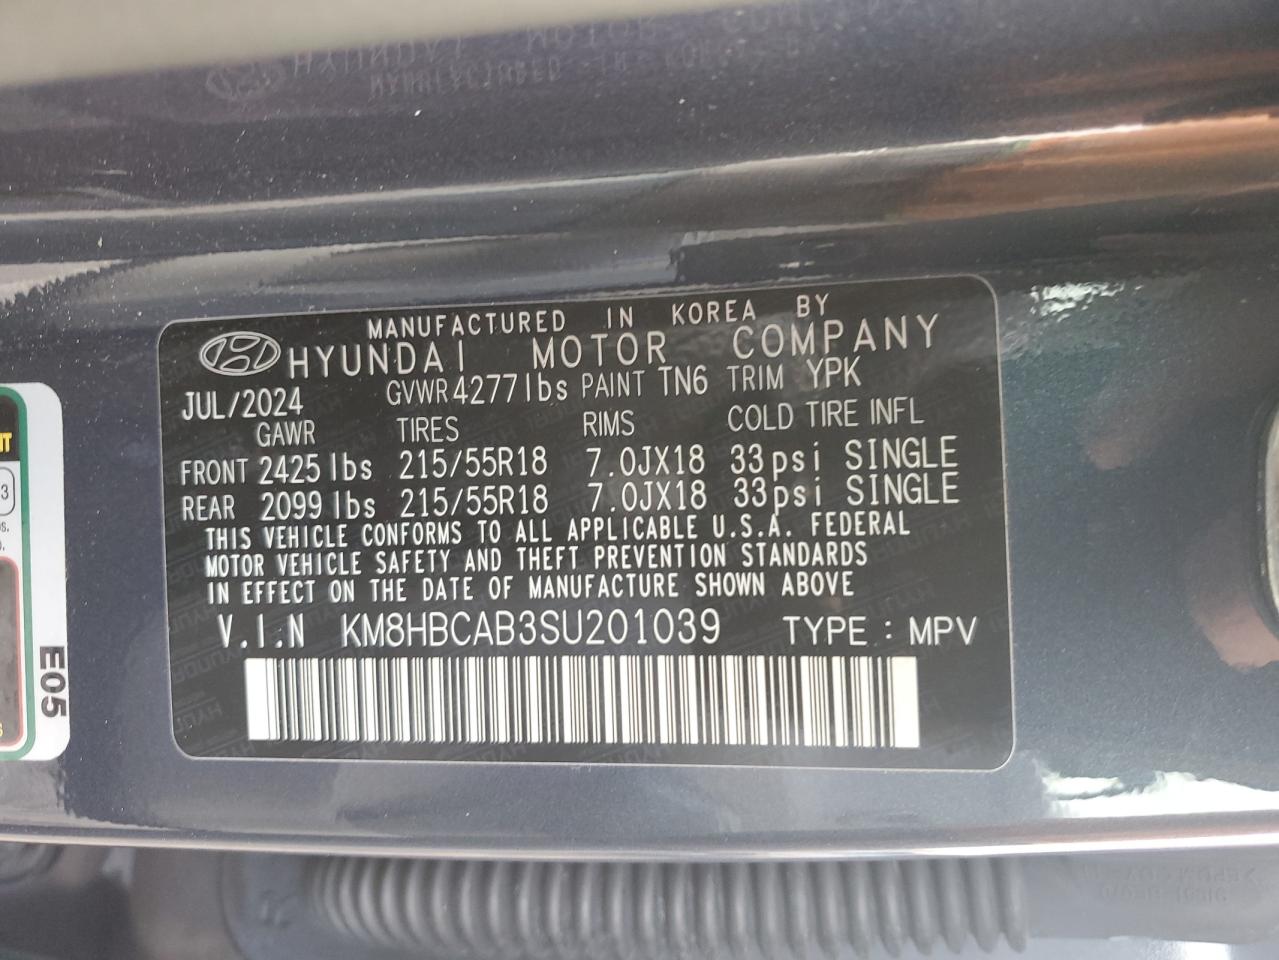 MANUFACTURED IN KOREA BY
HYUNDAI MOTOR COMPANY
JUL/2024 GVWR 4277 lbs PAINT TN6 TRIM YPK
GAWR TIRES RIMS COLD TIRE INFL
FRONT 2425 lbs 215/55R18 7.0JX18 33psi SINGLE
REAR 2099 lbs 215/55R18 7.0JX18 33psi SINGLE
THIS VEHICLE CONFORMS TO ALL APPLICABLE U.S.A. FEDERAL
MOTOR VEHICLE SAFETY AND THEFT PREVENTION STANDARDS
IN EFFECT ON THE DATE OF MANUFACTURE SHOWN ABOVE
V.I.N KM8HBCAB3SU201039 TYPE : MPV
E05